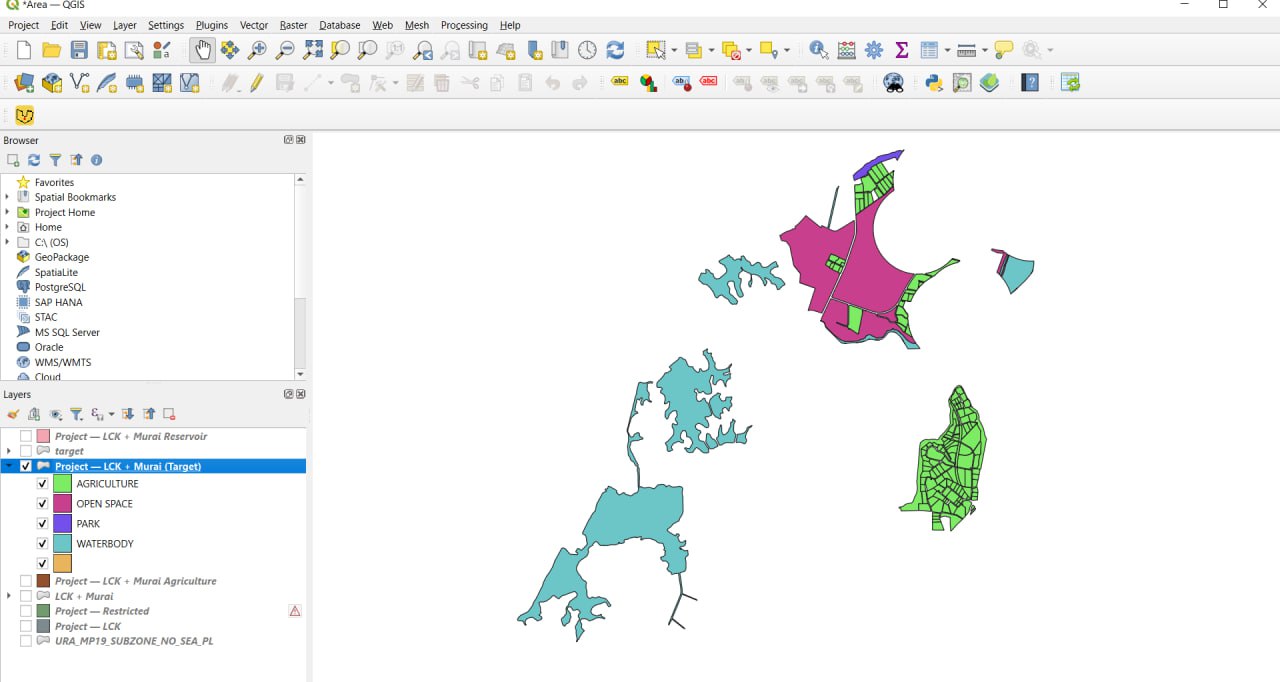 *Area — QGIS
Project Edit View Layer Settings Plugins Vector Raster Database Web Mesh Processing Help
abc ab abc
Browser
Favorites
Spatial Bookmarks
Project Home
Home
C:\ (OS)
GeoPackage
SpatiaLite
PostgreSQL
SAP HANA
STAC
MS SQL Server
Oracle
WMS/WMTS
Cloud
Layers
Project — LCK + Murai Reservoir
target
Project — LCK + Murai (Target)
AGRICULTURE
OPEN SPACE
PARK
WATERBODY
Project — LCK + Murai Agriculture
LCK + Murai
Project — Restricted
Project — LCK
URA_MP19_SUBZONE_NO_SEA_PL